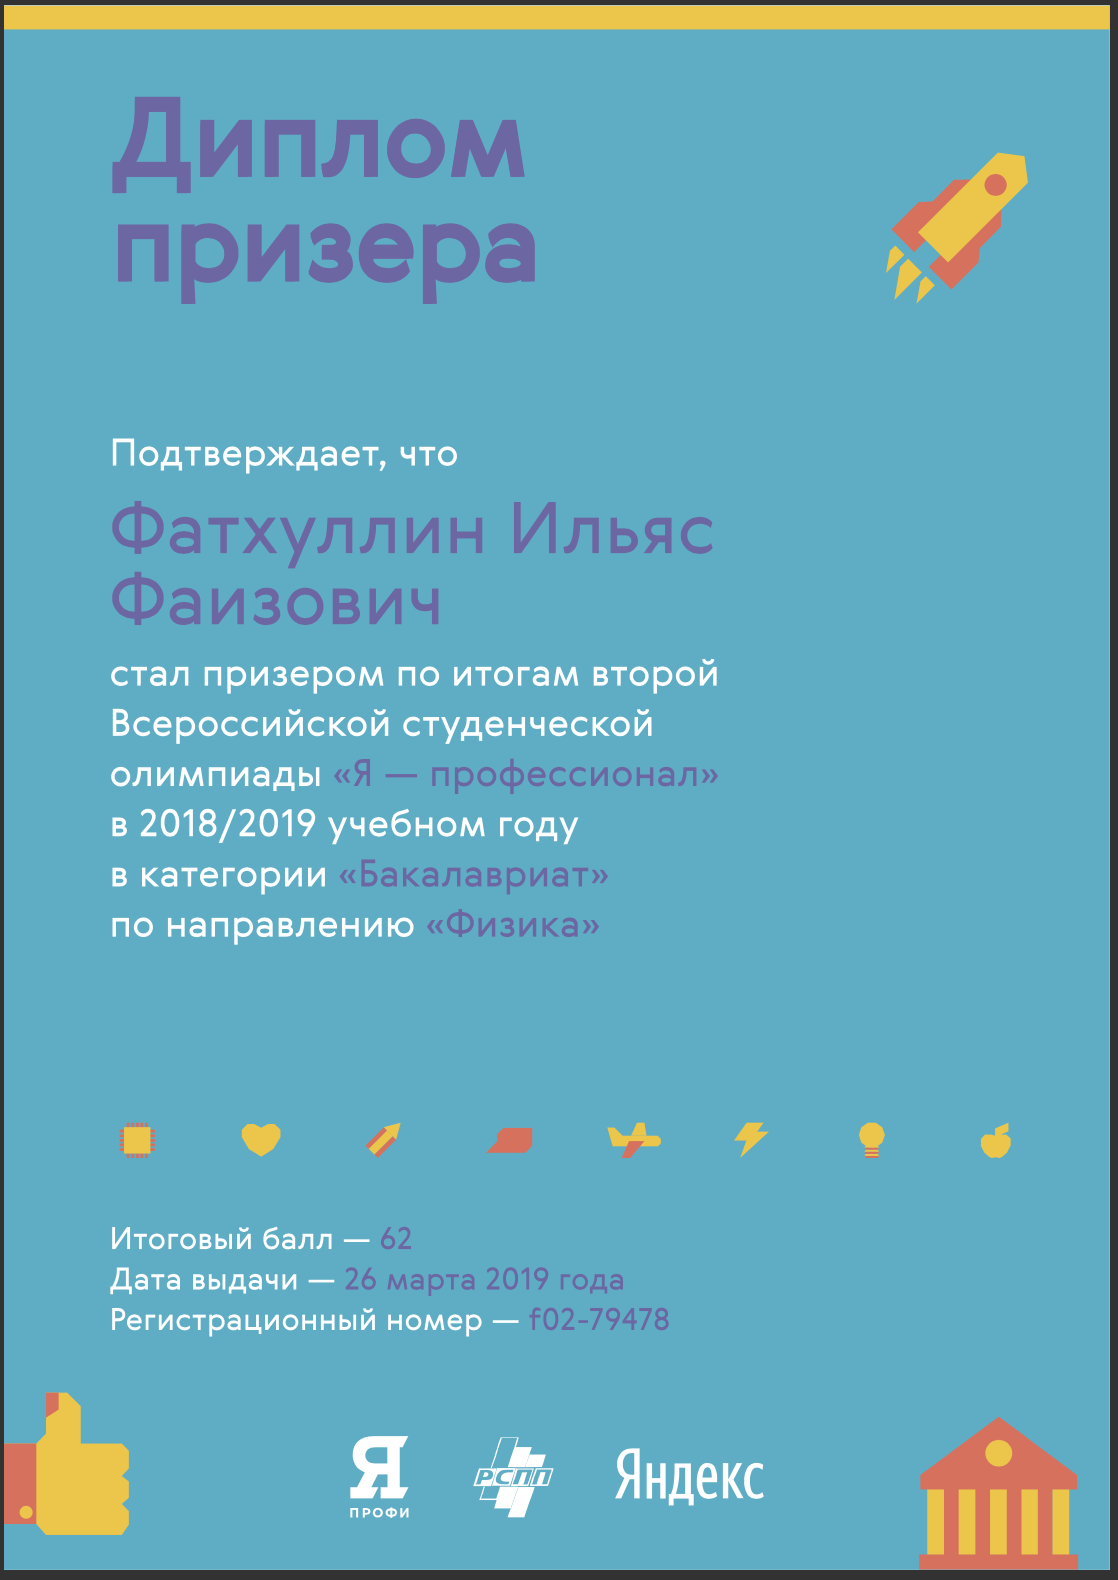 Диплом
призера
Подтверждает, что
Фатхуллин Ильяс
Фаизович
стал призером по итогам второй
Всероссийской студенческой
олимпиады «Я — профессионал»
в 2018/2019 учебном году
в категории «Бакалавриат»
по направлению «Физика»
Итоговый балл — 62
Дата выдачи — 26 марта 2019 года
Регистрационный номер — f02-79478
Я
ПРОФИ
РСПП
Яндекс